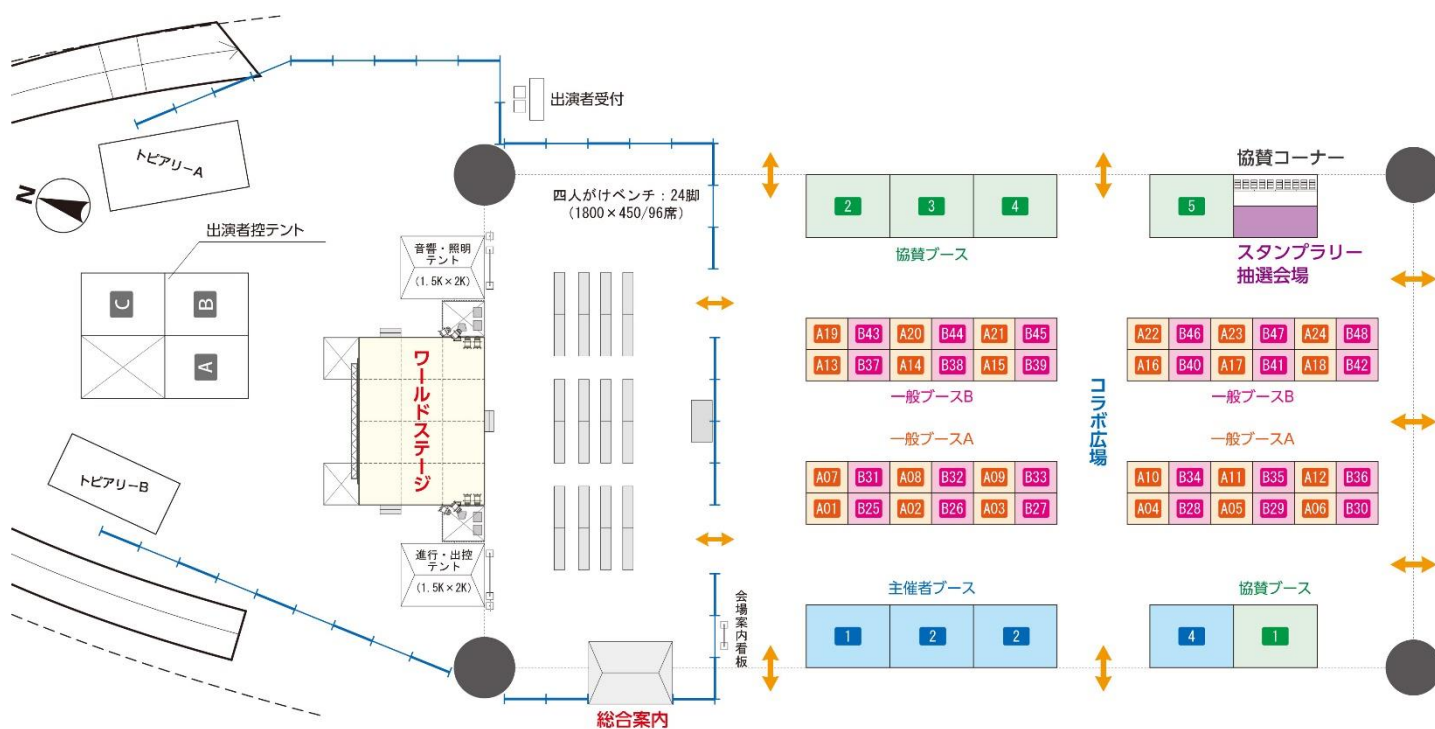 出演者受付
トピアリーA
N
協賛コーナー
四人がけベンチ：24脚
（1800×450/96席）
2
3
4
5
協賛ブース
スタンプラリー
抽選会場
出演者控テント
音響・照明
テント
(1.5K×2K)
C
B
A
ワールドステージ
A19 B43 A20 B44 A21 B45
A13 B37 A14 B38 A15 B39
一般ブースB
A22 B46 A23 B47 A24 B48
A16 B40 A17 B41 A18 B42
一般ブースB
コラボ広場
一般ブースA
A07 B31 A08 B32 A09 B33
A01 B25 A02 B26 A03 B27
一般ブースA
A10 B34 A11 B35 A12 B36
A04 B28 A05 B29 A06 B30
トピアリーB
進行・出控
テント
(1.5K×2K)
会場案内看板
総合案内
主催者ブース
1
2
2
協賛ブース
4
1